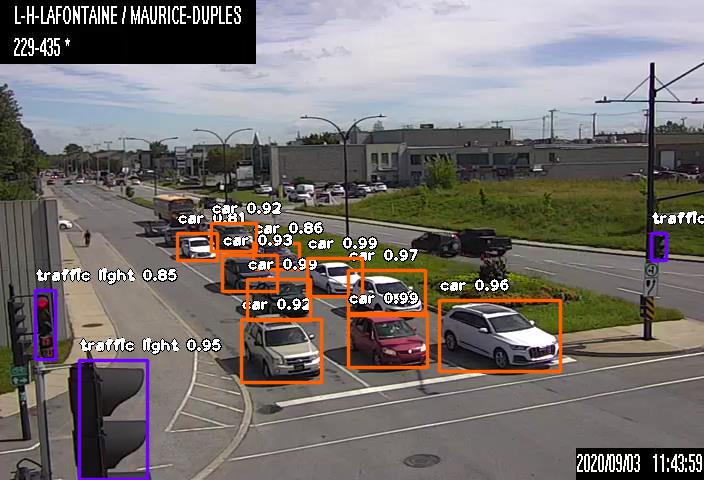 L-H-LAFONTAINE / MAURICE-DUPLES
229-435 *
car 0.92
car 0.81
traffic
car 0.86
car 0.93
car 0.99
car 0.97
car 0.99
traffic light 0.85
car 0.96
car 0.92
car 0.99
traffic light 0.95
2020/09/03 11:43:59